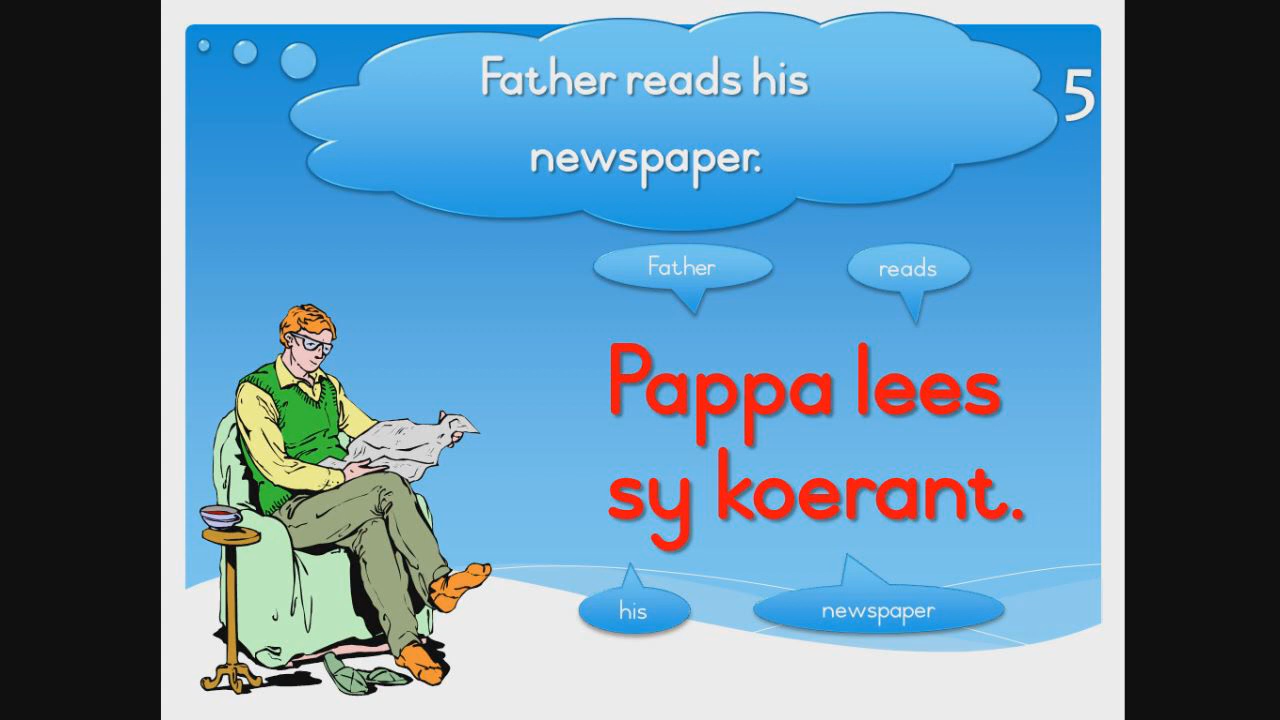 Father reads his
newspaper.
5
Father
reads
Pappa lees
sy koerant.
his
newspaper